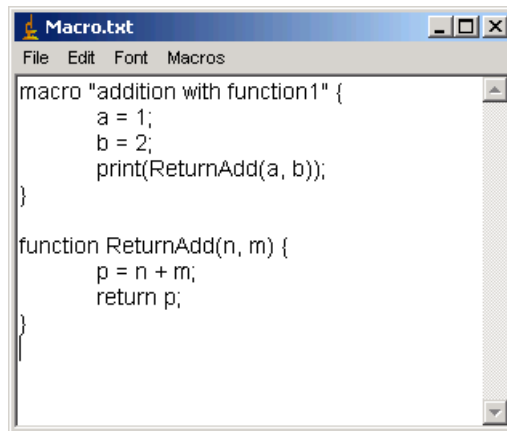 Macro.txt
File Edit Font Macros
macro "addition with function1" {
a = 1;
b = 2;
print(ReturnAdd(a, b));
}
function ReturnAdd(n, m) {
p = n + m;
return p;
}